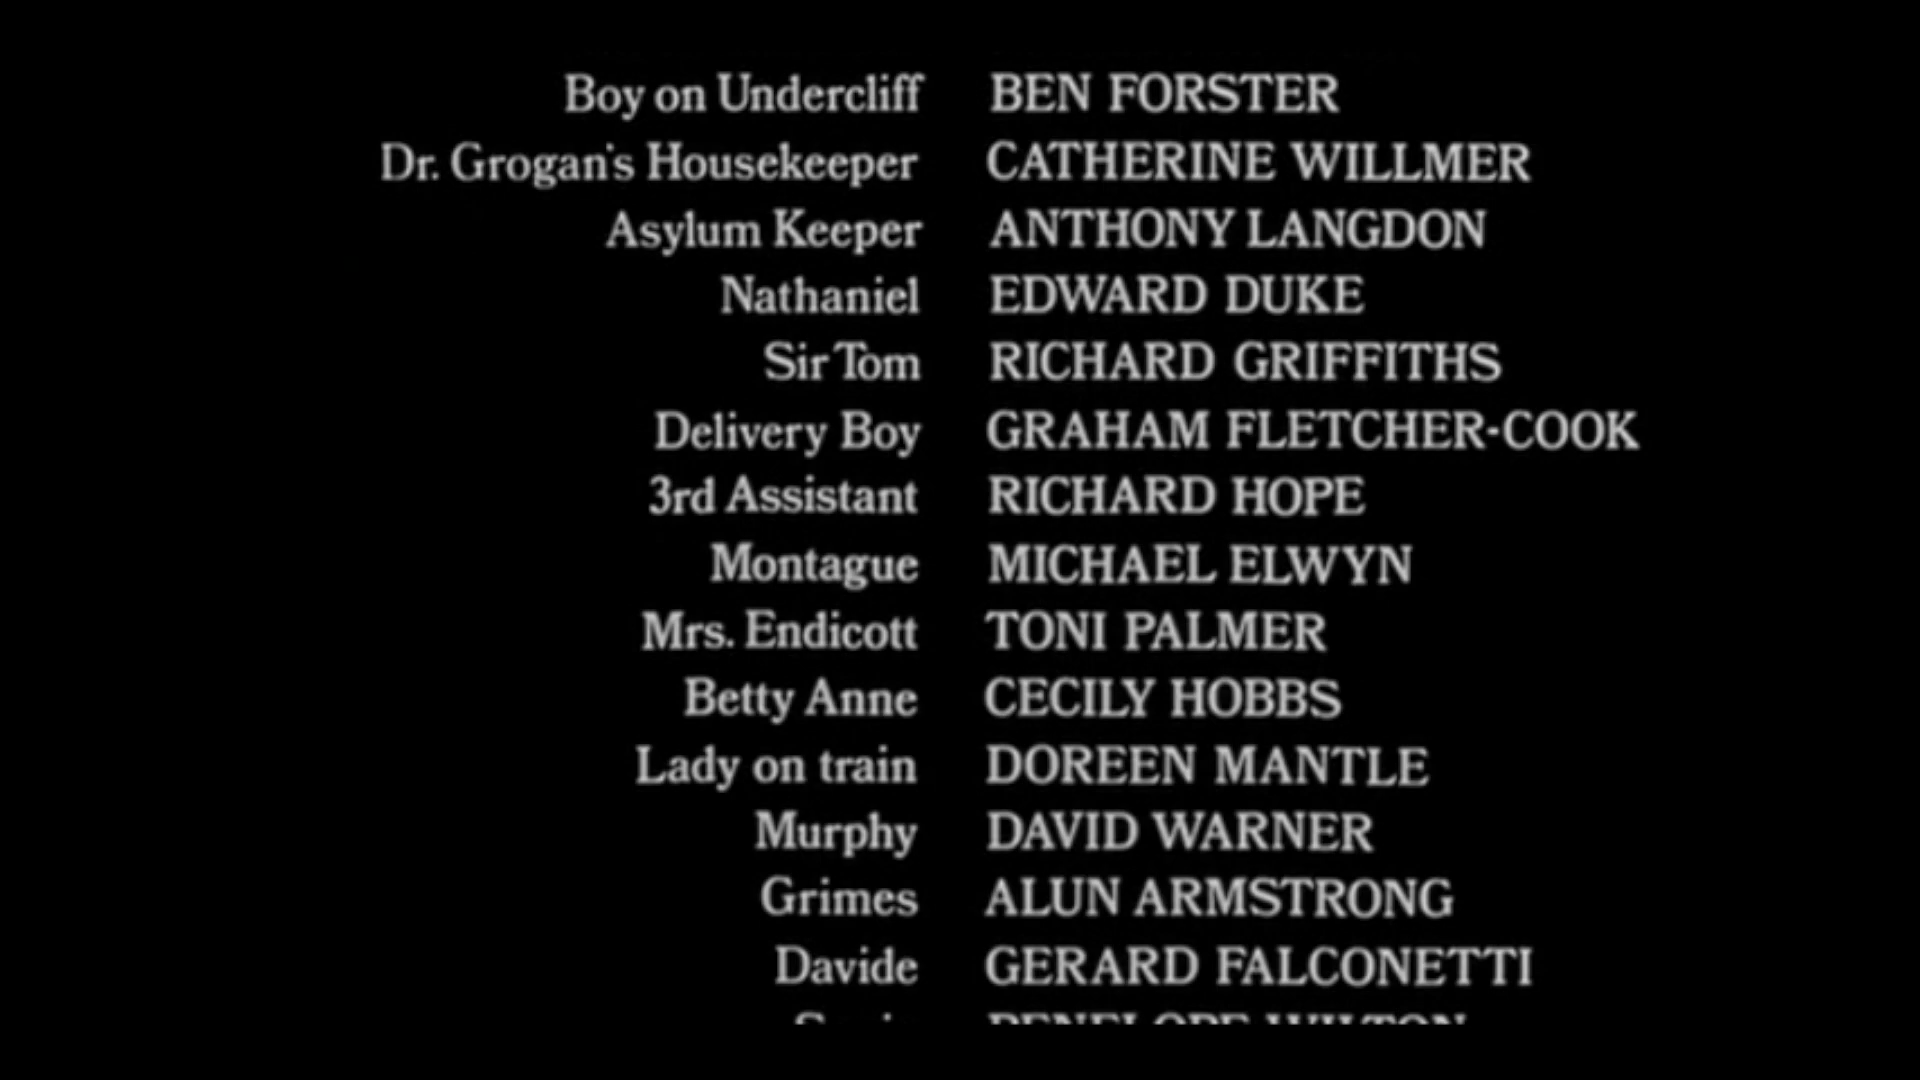 Boy on Undercliff BEN FORSTER
Dr. Grogan's Housekeeper CATHERINE WILLMER
Asylum Keeper ANTHONY LANGDON
Nathaniel EDWARD DUKE
Sir Tom RICHARD GRIFFITHS
Delivery Boy GRAHAM FLETCHER-COOK
3rd Assistant RICHARD HOPE
Montague MICHAEL ELWYN
Mrs. Endicott TONI PALMER
Betty Anne CECILY HOBBS
Lady on train DOREEN MANTLE
Murphy DAVID WARNER
Grimes ALUN ARMSTRONG
Davide GERARD FALCONETTI
PENELOPE WILTON